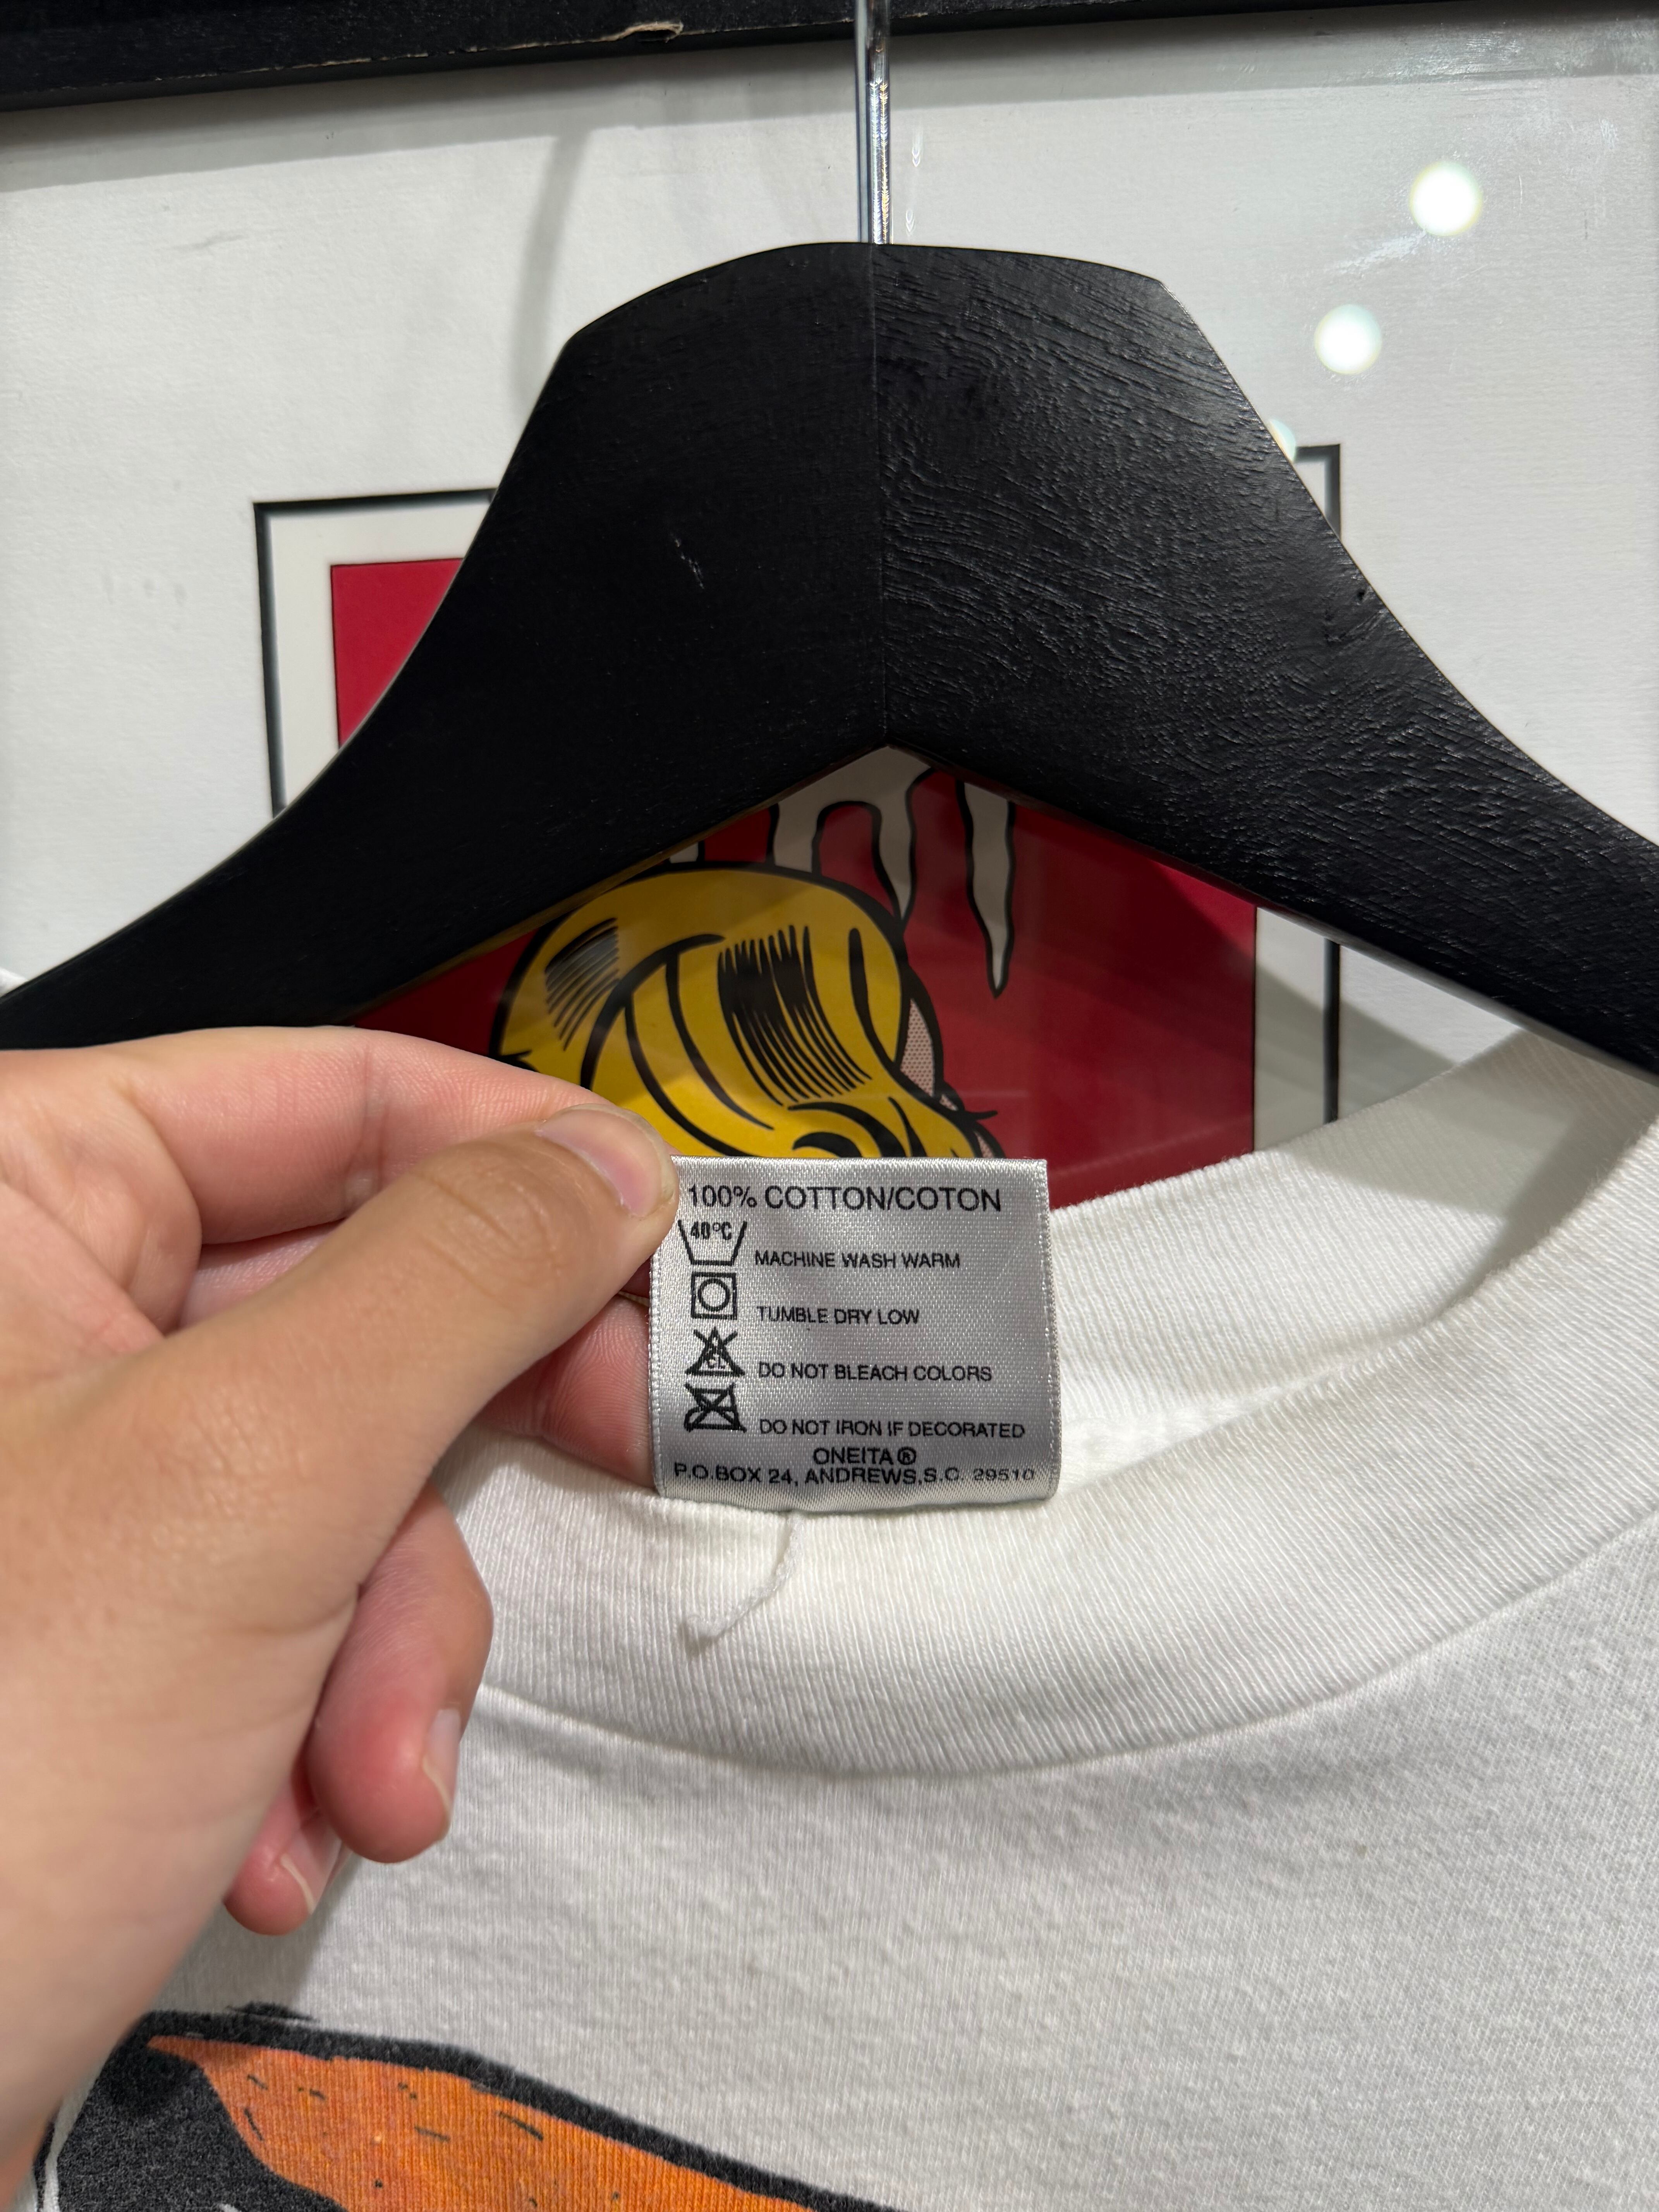 100% COTTON/COTON
40°C
MACHINE WASH WARM
TUMBLE DRY LOW
CL
DO NOT BLEACH COLORS
DO NOT IRON IF DECORATED
ONEITA®
P.O.BOX 24, ANDREWS,S.C. 29510